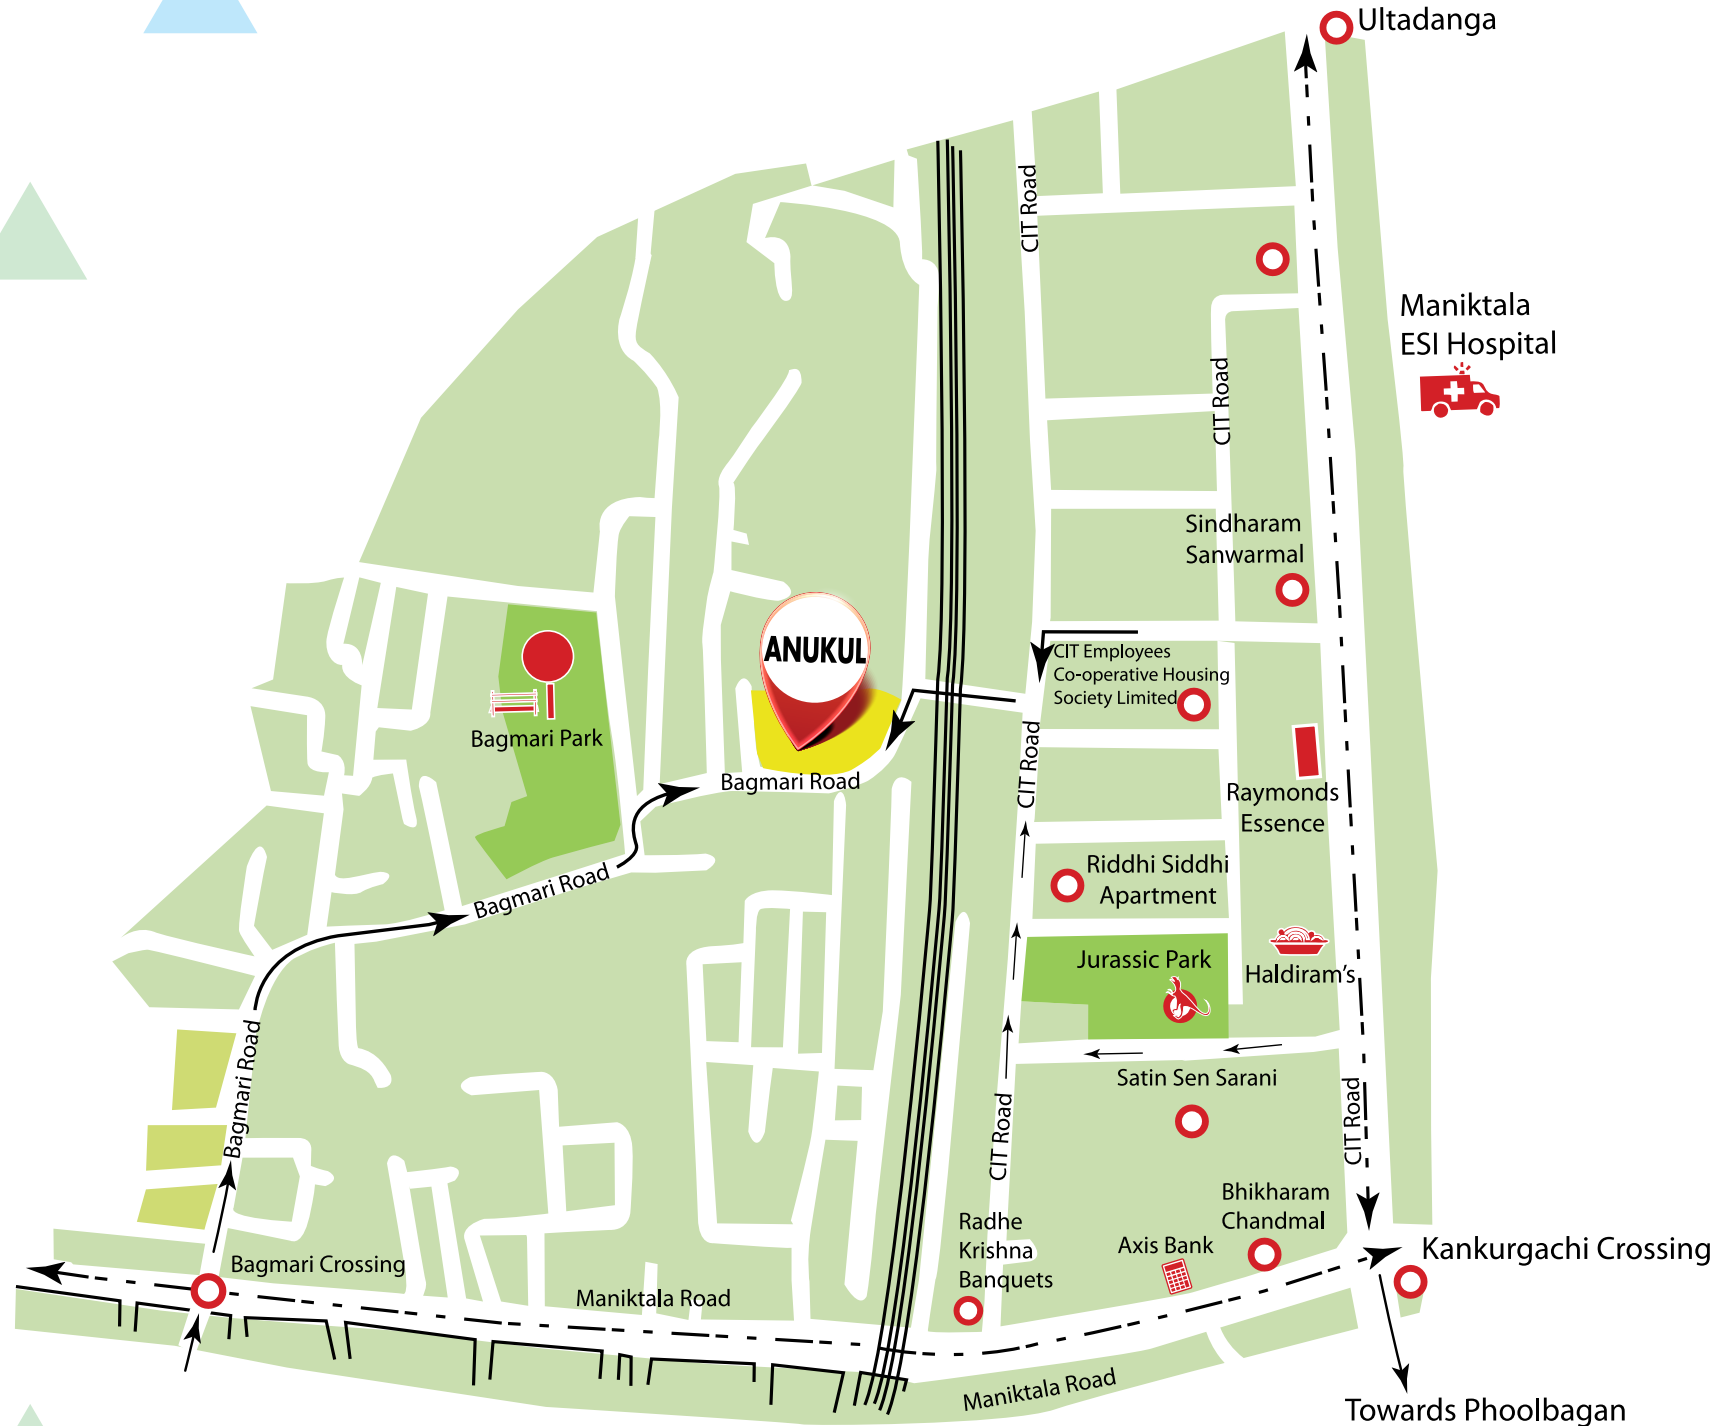 Ultadanga
CIT Road
Maniktala
ESI Hospital
CIT Road
Sindharam
Sanwarmal
ANUKUL
CIT Employees
Co-operative Housing
Society Limited
Bagmari Park
CIT Road
Bagmari Road
Raymonds
Essence
Riddhi Siddhi
Apartment
Bagmari Road
Jurassic Park
Haldiram's
Bagmari Road
Satin Sen Sarani
CIT Road
CIT Road
Bhikharam
Chandmal
Radhe
Krishna
Banquets
Axis Bank
Kankurgachi Crossing
Bagmari Crossing
Maniktala Road
Maniktala Road
Towards Phoolbagan